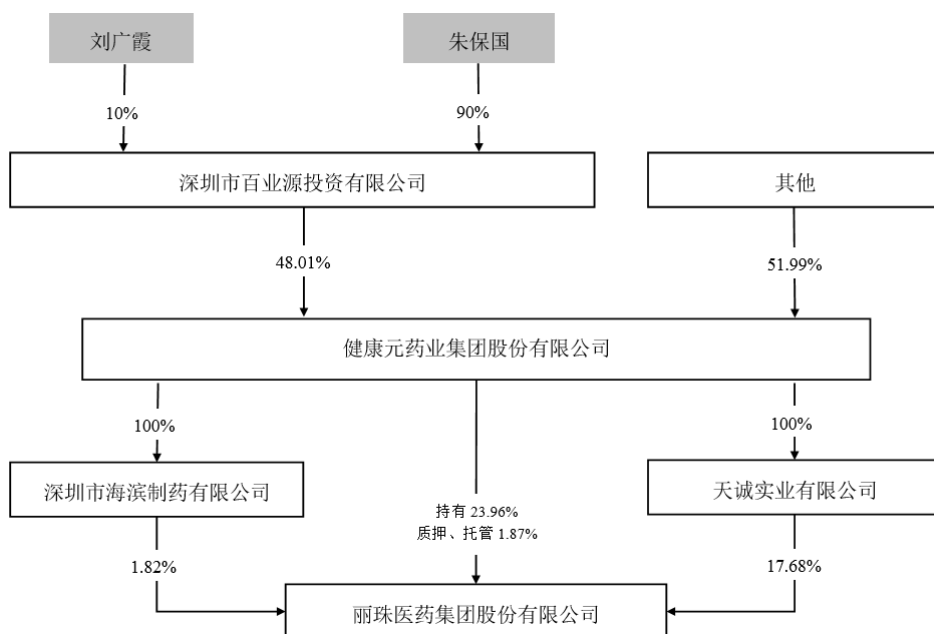 刘广霞
朱保国
10%
90%
深圳市百业源投资有限公司
其他
48.01%
51.99%
健康元药业集团股份有限公司
100%
100%
深圳市海滨制药有限公司
天诚实业有限公司
持有 23.96%
质押、托管 1.87%
1.82%
17.68%
丽珠医药集团股份有限公司